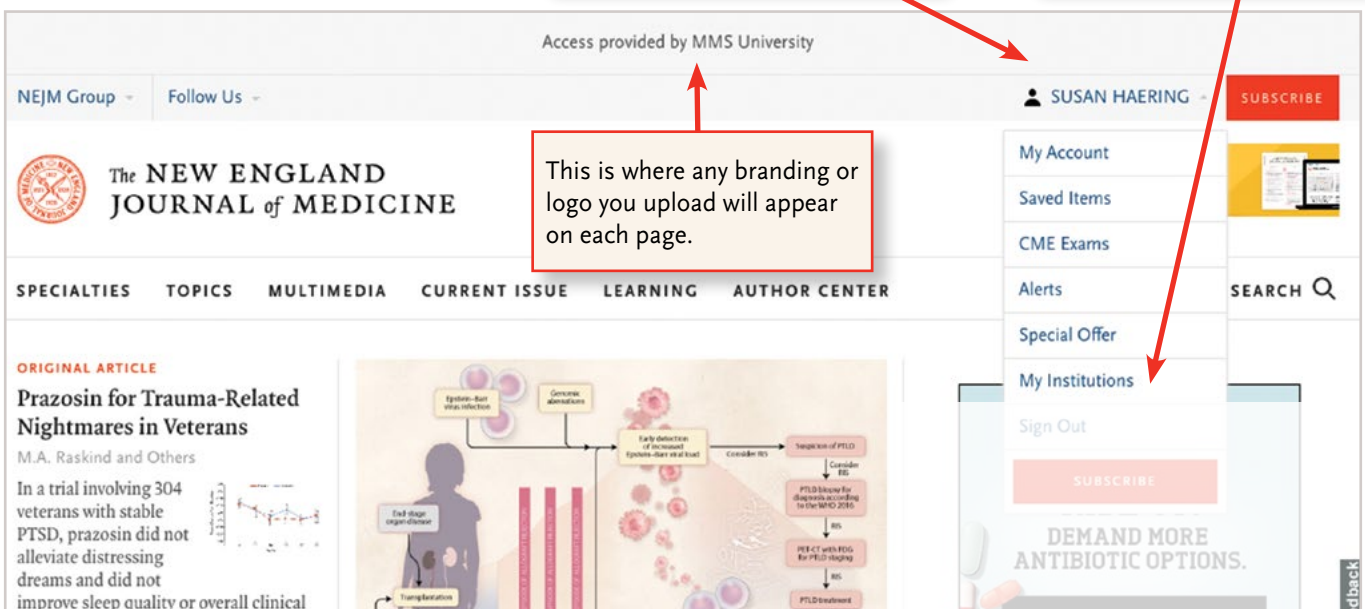 Access provided by MMS University
NEJM Group
Follow Us
SUSAN HAERING
SUBSCRIBE
The NEW ENGLAND
JOURNAL of MEDICINE
This is where any branding or
logo you upload will appear
on each page.
My Account
Saved Items
CME Exams
Alerts
Special Offer
My Institutions
Sign Out
SUBSCRIBE
SPECIALTIES TOPICS MULTIMEDIA CURRENT ISSUE LEARNING AUTHOR CENTER
SEARCH
ORIGINAL ARTICLE
Prazosin for Trauma-Related
Nightmares in Veterans
M.A. Raskind and Others
In a trial involving 304
veterans with stable
PTSD, prazosin did not
alleviate distressing
dreams and did not
improve sleep quality or overall clinical
Epstein–Barr
virus infection
Genomic
aberrations
Early detection
of increased
Epstein–Barr viral load
Consider RIS
Suspicion of PTLD
Consider
RIS
PTLD biopsy for
diagnosis according
to the WHO 2016
RIS
PET-CT with FDG
for PTLD staging
RIS
PTLD treatment
End-stage
organ disease
Transplantation
DEMAND MORE
ANTIBIOTIC OPTIONS.
dback